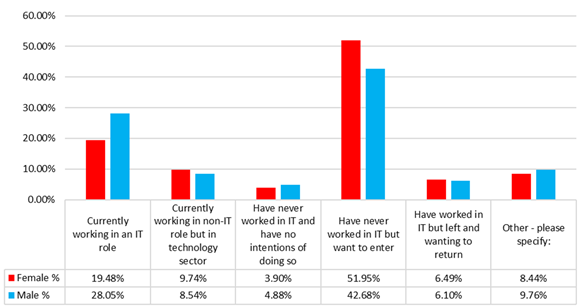 60.00%
50.00%
40.00%
30.00%
20.00%
10.00%
0.00%
Currently
working in an IT
role
Currently
working in non-IT
role but in
technology
sector
Have never
worked in IT and
have no
intentions of
doing so
Have never
worked in IT but
want to enter
Have worked in
IT but left and
wanting to
return
Other - please
specify:
Female % 19.48% 9.74% 3.90% 51.95% 6.49% 8.44%
Male % 28.05% 8.54% 4.88% 42.68% 6.10% 9.76%